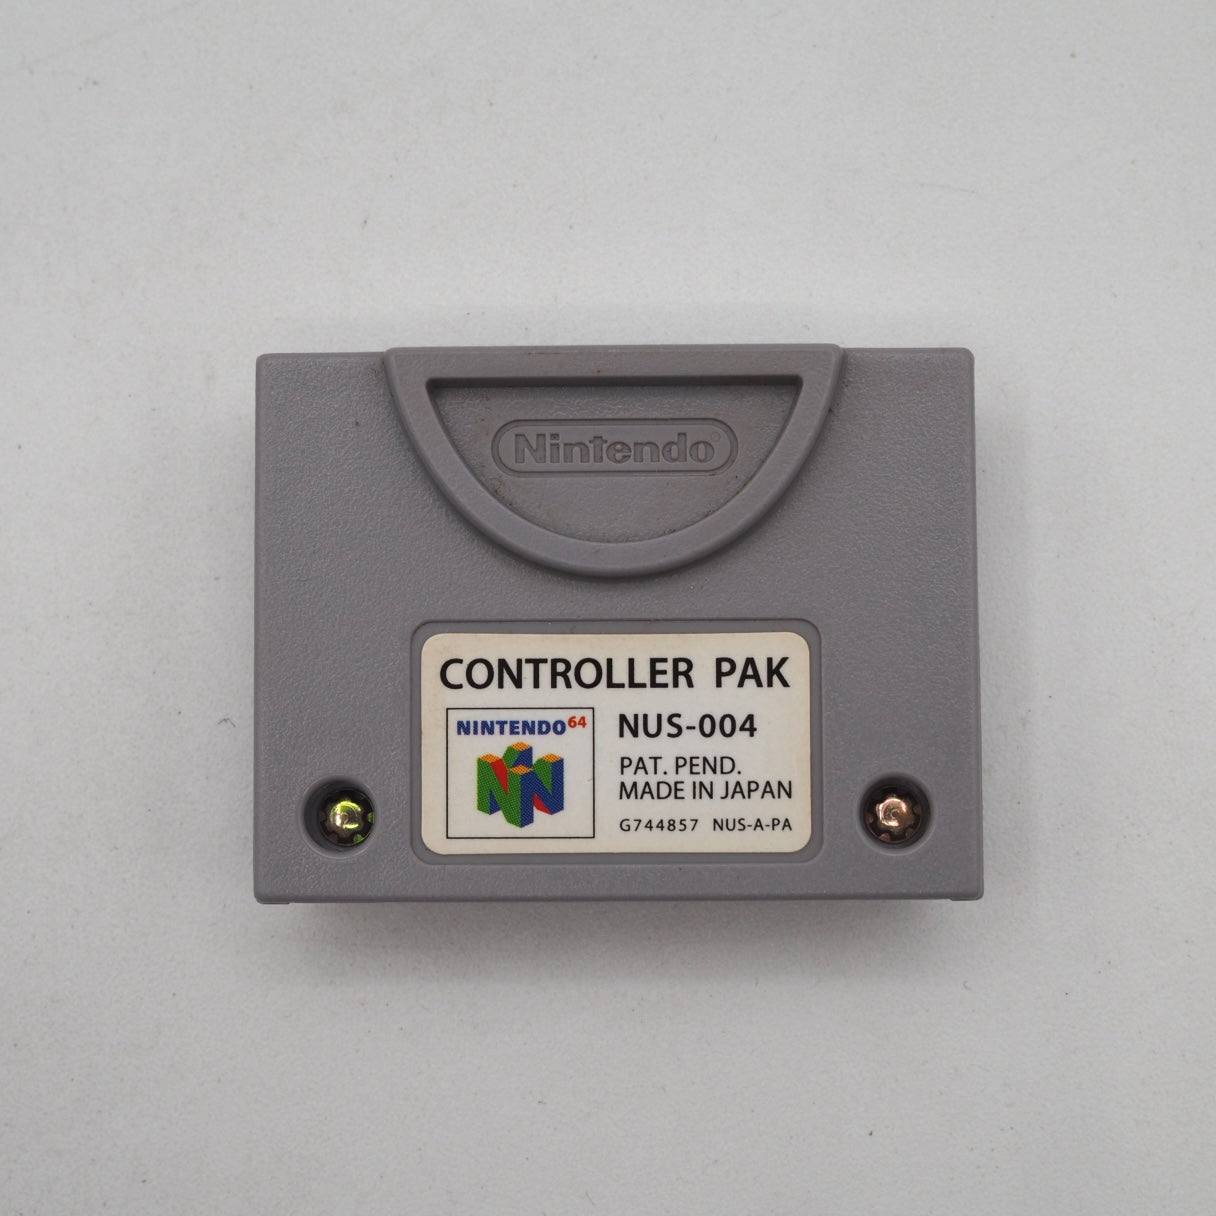 Nintendo®
CONTROLLER PAK
NINTENDO64
NUS-004
PAT. PEND.
MADE IN JAPAN
G744857 NUS-A-PA